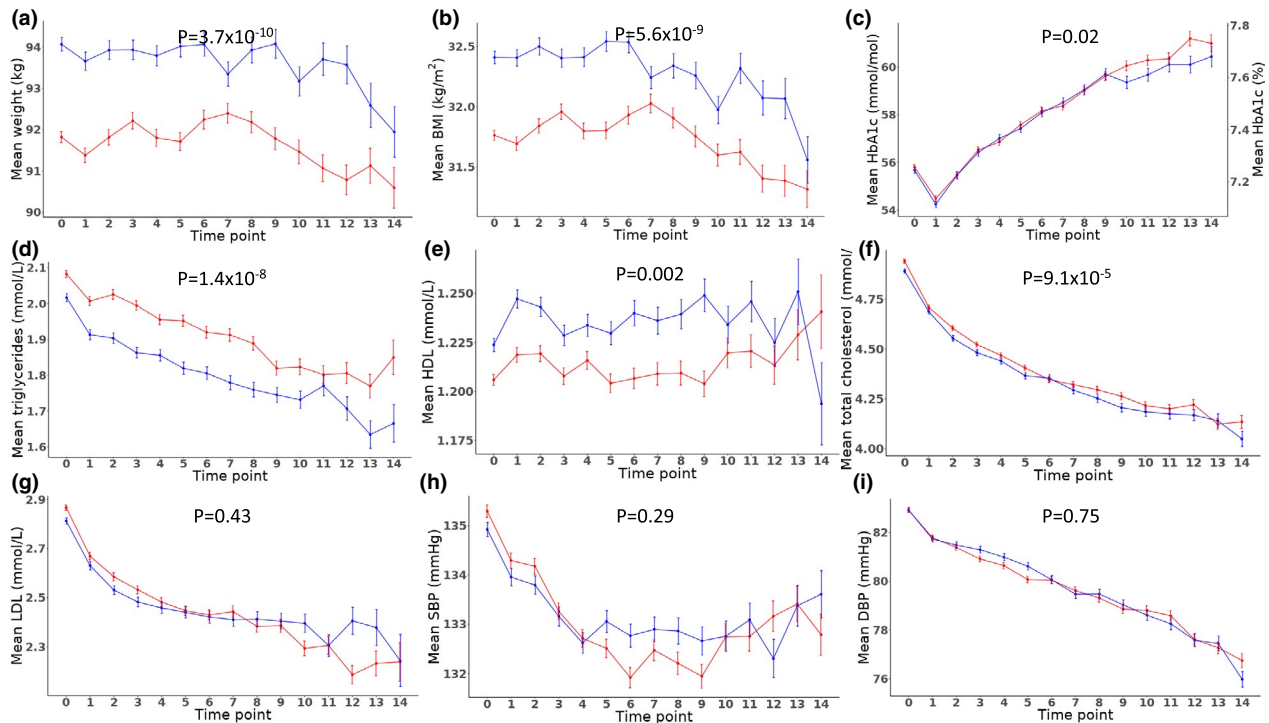 (a)
P=3.7x10-10
Mean weight (kg)
94
93
92
91
90
0 1 2 3 4 5 6 7 8 9 10 11 12 13 14
Time point
(b)
P=5.6x10-9
Mean BMI (kg/m2)
32.5
32.0
31.5
0 1 2 3 4 5 6 7 8 9 10 11 12 13 14
Time point
(c)
P=0.02
Mean HbA1c (mmol/mol)
60
58
56
54
7.8
7.6
7.4
7.2
Mean HbA1c (%)
0 1 2 3 4 5 6 7 8 9 10 11 12 13 14
Time point
(d)
P=1.4x10-8
Mean triglycerides (mmol/L)
2.1
2.0
1.9
1.8
1.7
1.6
0 1 2 3 4 5 6 7 8 9 10 11 12 13 14
Time point
(e)
P=0.002
Mean HDL (mmol/L)
1.250
1.225
1.200
1.175
0 1 2 3 4 5 6 7 8 9 10 11 12 13 14
Time point
(f)
P=9.1x10-5
Mean total cholesterol (mmol/
4.75
4.50
4.25
4.00
0 1 2 3 4 5 6 7 8 9 10 11 12 13 14
Time point
(g)
P=0.43
Mean LDL (mmol/L)
2.9
2.7
2.5
2.3
0 1 2 3 4 5 6 7 8 9 10 11 12 13 14
Time point
(h)
P=0.29
Mean SBP (mmHg)
135
134
133
132
0 1 2 3 4 5 6 7 8 9 10 11 12 13 14
Time point
(i)
P=0.75
Mean DBP (mmHg)
82
80
78
76
0 1 2 3 4 5 6 7 8 9 10 11 12 13 14
Time point